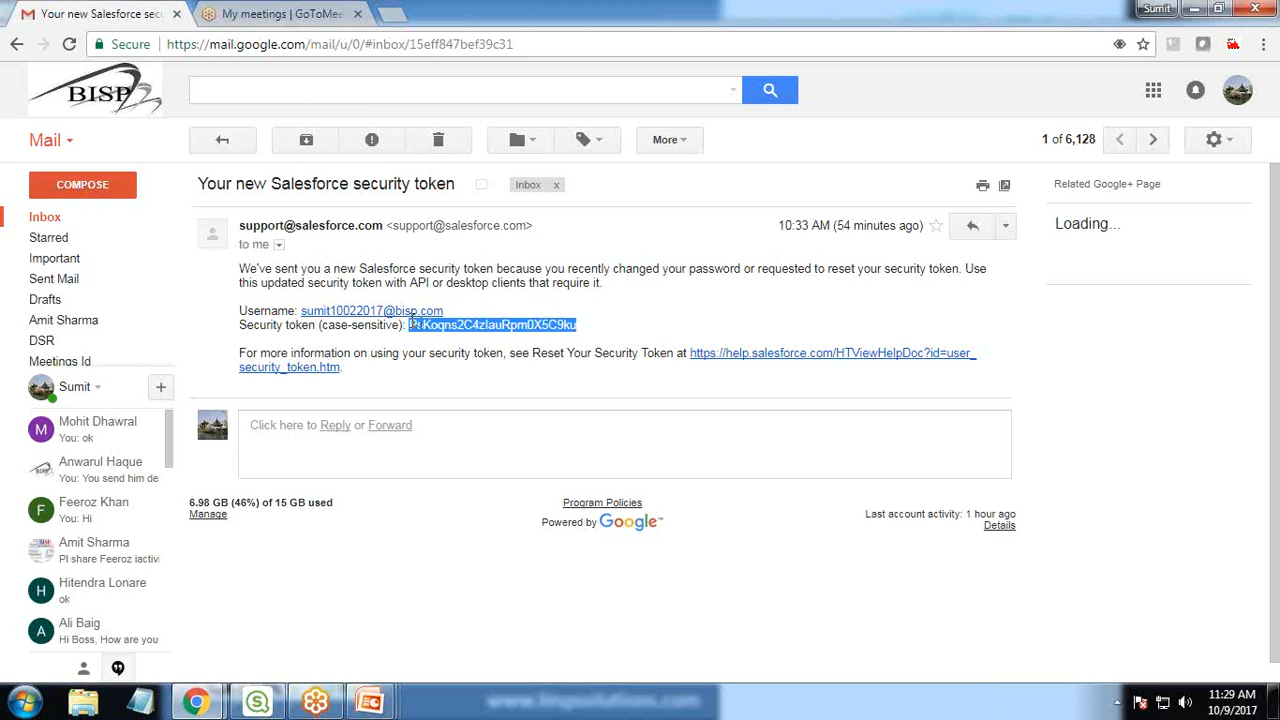 Your new Salesforce secu
My meetings | GoToMee
Sumit
Secure
https://mail.google.com/mail/u/0/#inbox/15eff847bef39c31
BISP
Mail
More
1 of 6,128
COMPOSE
Your new Salesforce security token
Inbox x
Related Google+ Page
Loading...
Inbox
Starred
Important
Sent Mail
Drafts
Amit Sharma
DSR
Meetings Id
support@salesforce.com <support@salesforce.com>
10:33 AM (54 minutes ago)
to me
We've sent you a new Salesforce security token because you recently changed your password or requested to reset your security token. Use
this updated security token with API or desktop clients that require it.
Username: sumit10022017@bisp.com
Security token (case-sensitive):
For more information on using your security token, see Reset Your Security Token at https://help.salesforce.com/HTViewHelpDoc?id=user_
security_token.htm.
Click here to Reply or Forward
Sumit
M
Mohit Dhawral
You: ok
Anwarul Haque
You: You send him de
F
Feeroz Khan
You: Hi
Amit Sharma
Pl share Feeroz iactivi
H
Hitendra Lonare
ok
A
Ali Baig
Hi Boss, How are you
6.98 GB (46%) of 15 GB used
Manage
Program Policies
Powered by Google™
Last account activity: 1 hour ago
Details
www.bispsolutions.com
11:29 AM
10/9/2017